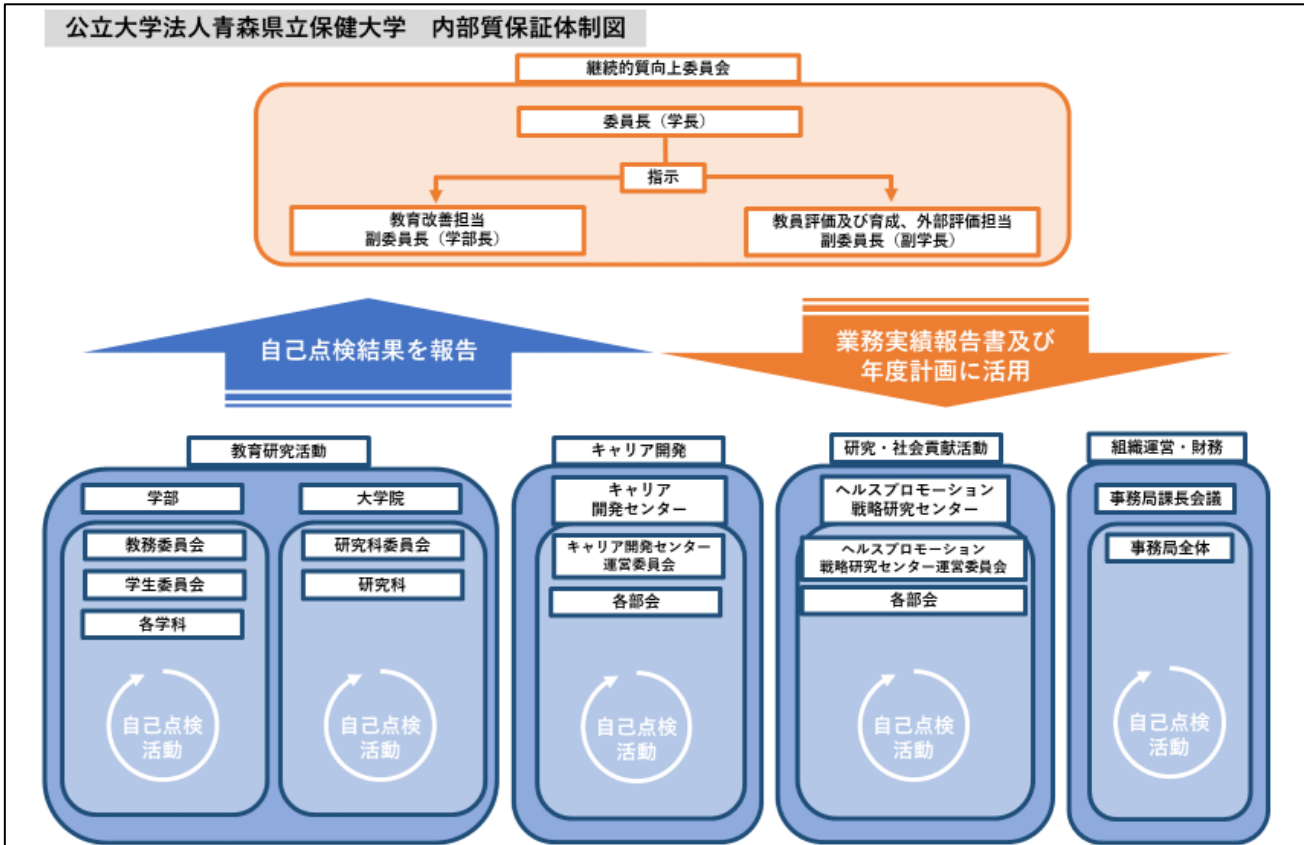 公立大学法人青森県立保健大学　内部質保証体制図
継続的質向上委員会
委員長（学長）
指示
教育改善担当
副委員長（学部長）
教員評価及び育成、外部評価担当
副委員長（副学長）
自己点検結果を報告
業務実績報告書及び
年度計画に活用
教育研究活動
学部
教務委員会
学生委員会
各学科
自己点検
活動
大学院
研究科委員会
研究科
自己点検
活動
キャリア開発
キャリア
開発センター
キャリア開発センター
運営委員会
各部会
自己点検
活動
研究・社会貢献活動
ヘルスプロモーション
戦略研究センター
ヘルスプロモーション
戦略研究センター運営委員会
各部会
自己点検
活動
組織運営・財務
事務局課長会議
事務局全体
自己点検
活動